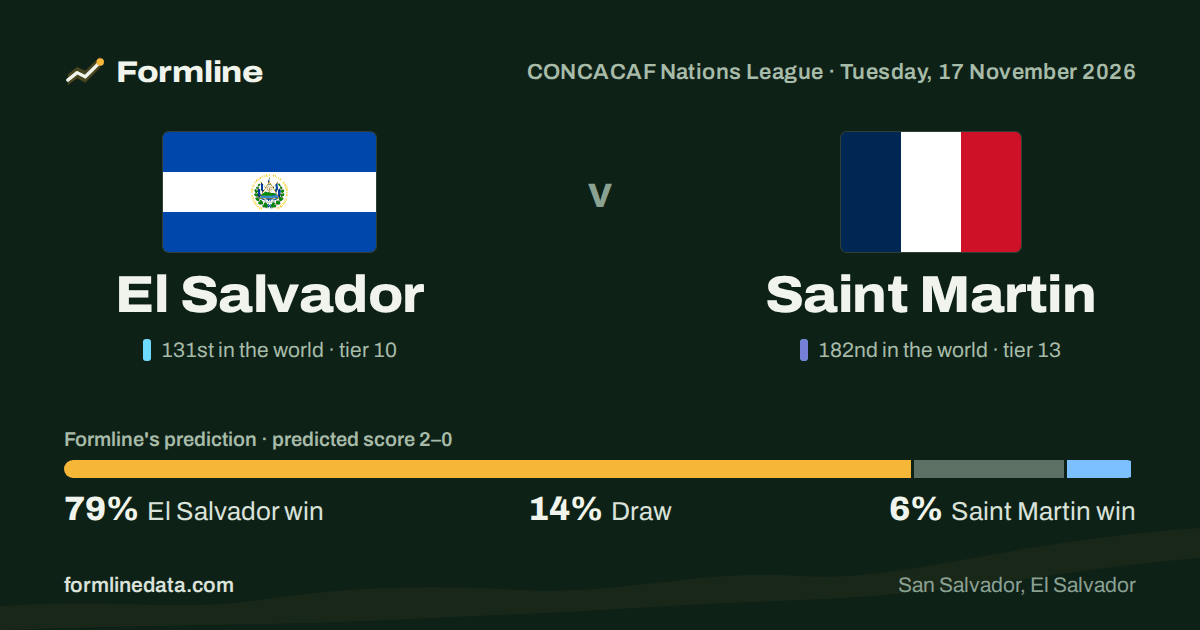 Formline
CONCACAF Nations League · Tuesday, 17 November 2026
v
El Salvador
Saint Martin
131st in the world · tier 10
182nd in the world · tier 13
Formline's prediction · predicted score 2–0
79% El Salvador win
14% Draw
6% Saint Martin win
formlinedata.com
San Salvador, El Salvador